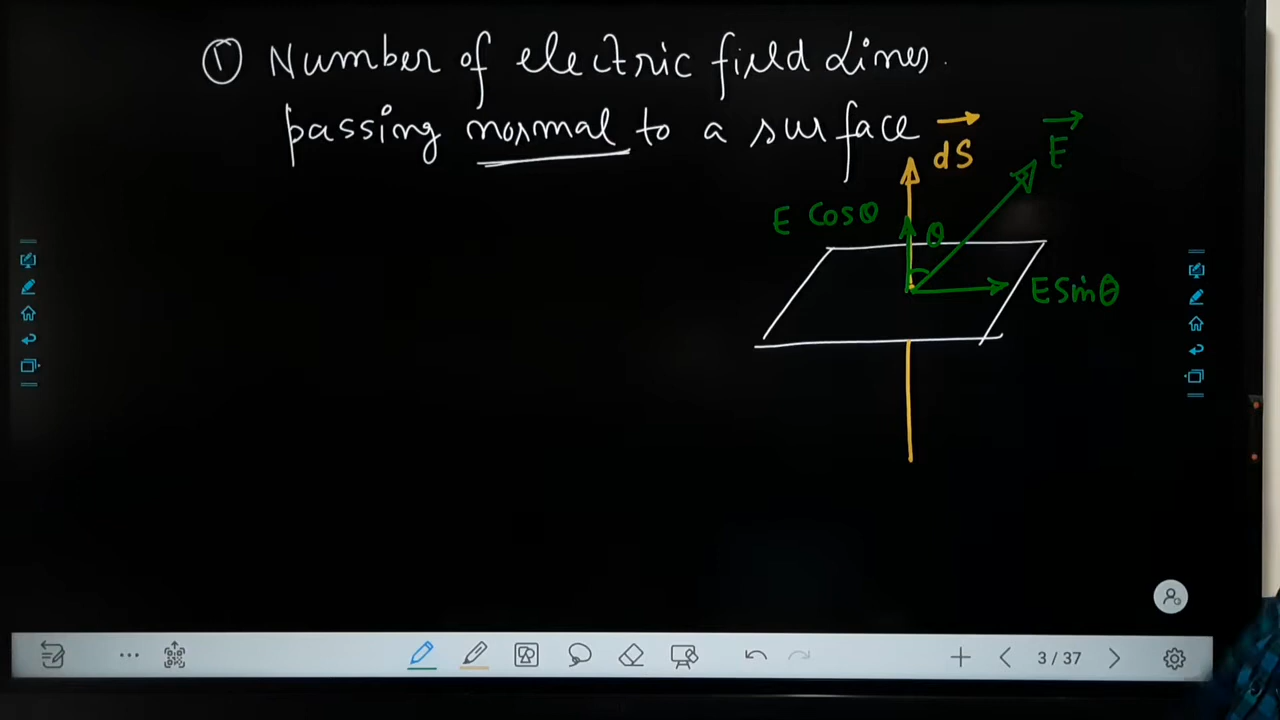 ① Number of electric field Lines.
passing normal to a surface
dS
E
E Cosθ
θ
E Sinθ
3 / 37